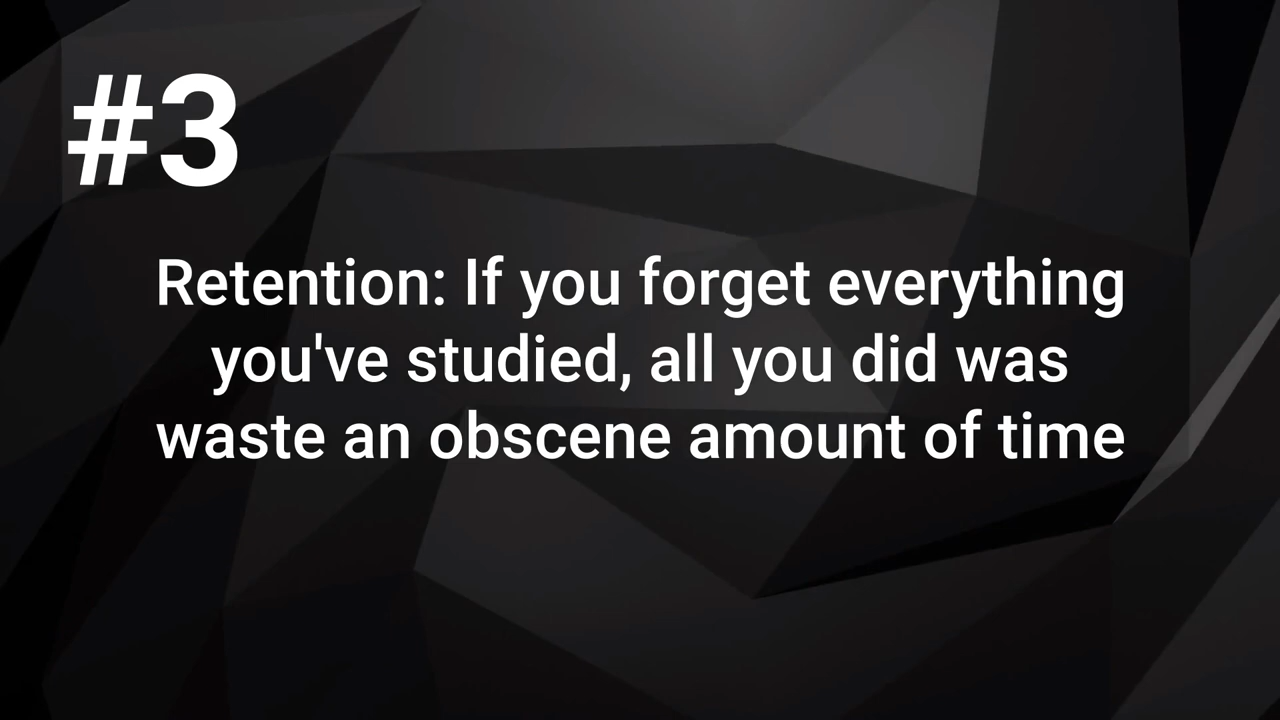 #3
Retention: If you forget everything
you've studied, all you did was
waste an obscene amount of time